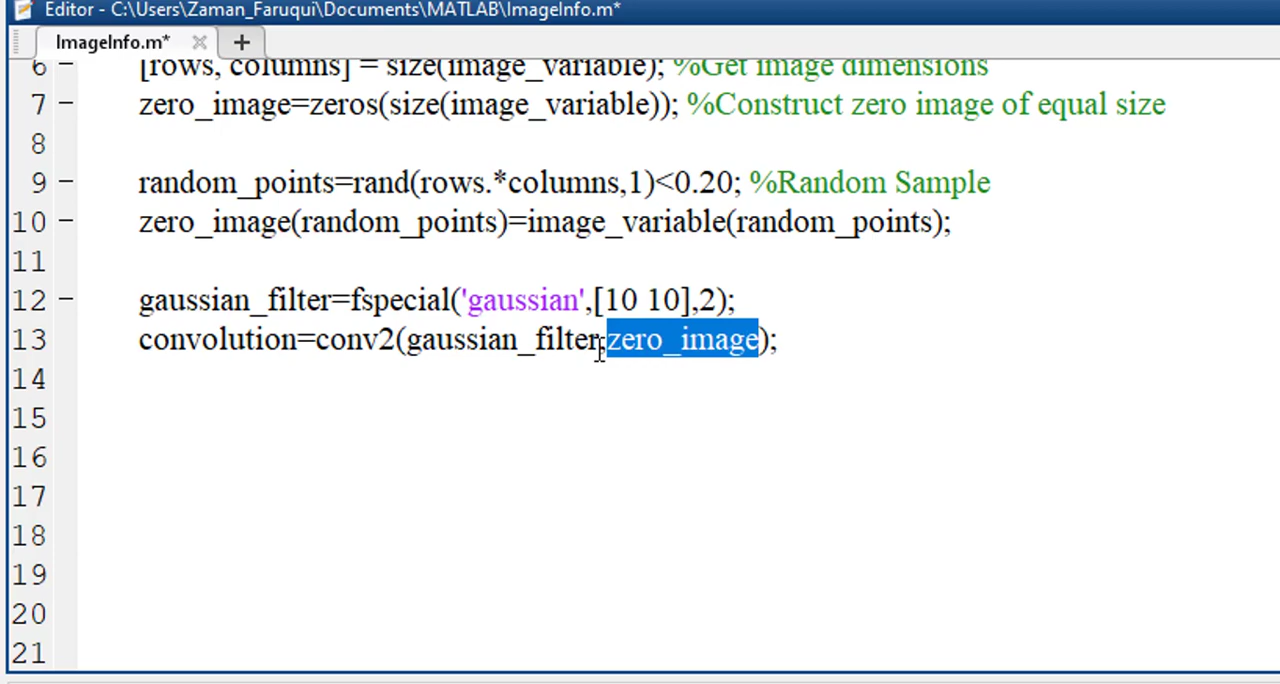 Editor - C:\Users\Zaman_Faruqui\Documents\MATLAB\ImageInfo.m*
ImageInfo.m* × +
6 – [rows, columns] = size(image_variable); %Get image dimensions
7 – zero_image=zeros(size(image_variable)); %Construct zero image of equal size
8
9 – random_points=rand(rows.*columns,1)<0.20; %Random Sample
10 – zero_image(random_points)=image_variable(random_points);
11
12 – gaussian_filter=fspecial('gaussian',[10 10],2);
13 convolution=conv2(gaussian_filter,zero_image);
14
15
16
17
18
19
20
21